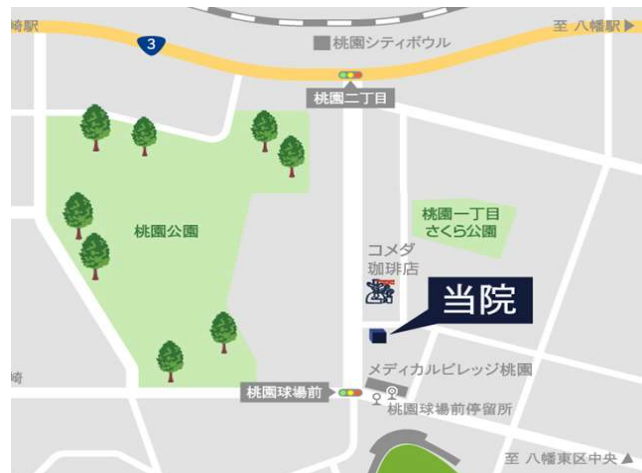 崎駅
3
至 八幡駅▶
■桃園シティボウル
桃園二丁目
桃園一丁目
さくら公園
桃園公園
コメダ
珈琲店
当院
メディカルビレッジ桃園
崎
桃園球場前
桃園球場前停留所
至 八幡東区中央▲